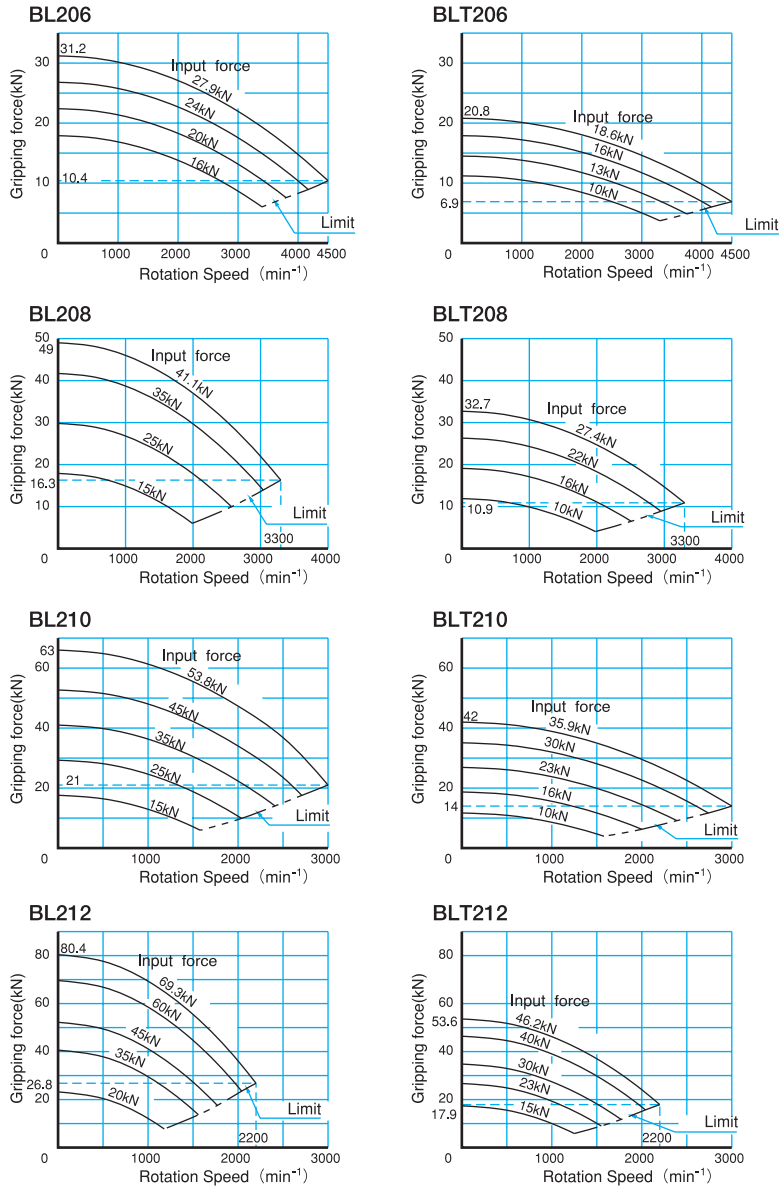 BL206
Gripping force(kN)
30
20
10
0
31.2
10.4
Input force
27.9kN
24kN
20kN
16kN
Limit
1000 2000 3000 4000 4500
Rotation Speed (min-1)
BLT206
Gripping force(kN)
30
20
10
6.9
0
20.8
Input force
18.6kN
16kN
13kN
10kN
Limit
1000 2000 3000 4000 4500
Rotation Speed (min-1)
BL208
Gripping force(kN)
50
49
40
30
20
16.3
10
0
Input force
41.1kN
35kN
25kN
15kN
Limit
3300
1000 2000 3000 4000
Rotation Speed (min-1)
BLT208
Gripping force(kN)
50
40
30
20
10
0
32.7
10.9
Input force
27.4kN
22kN
16kN
10kN
Limit
3300
1000 2000 3000 4000
Rotation Speed (min-1)
BL210
Gripping force(kN)
63
60
40
20
0
21
Input force
53.8kN
45kN
35kN
25kN
15kN
Limit
1000 2000 3000
Rotation Speed (min-1)
BLT210
Gripping force(kN)
60
40
20
14
0
42
Input force
35.9kN
30kN
23kN
16kN
10kN
Limit
1000 2000 3000
Rotation Speed (min-1)
BL212
Gripping force(kN)
80
60
40
26.8
20
0
80.4
Input force
69.3kN
60kN
45kN
35kN
20kN
Limit
2200
1000 2000 3000
Rotation Speed (min-1)
BLT212
Gripping force(kN)
80
60
53.6
40
20
17.9
0
Input force
46.2kN
40kN
30kN
23kN
15kN
Limit
2200
1000 2000 3000
Rotation Speed (min-1)